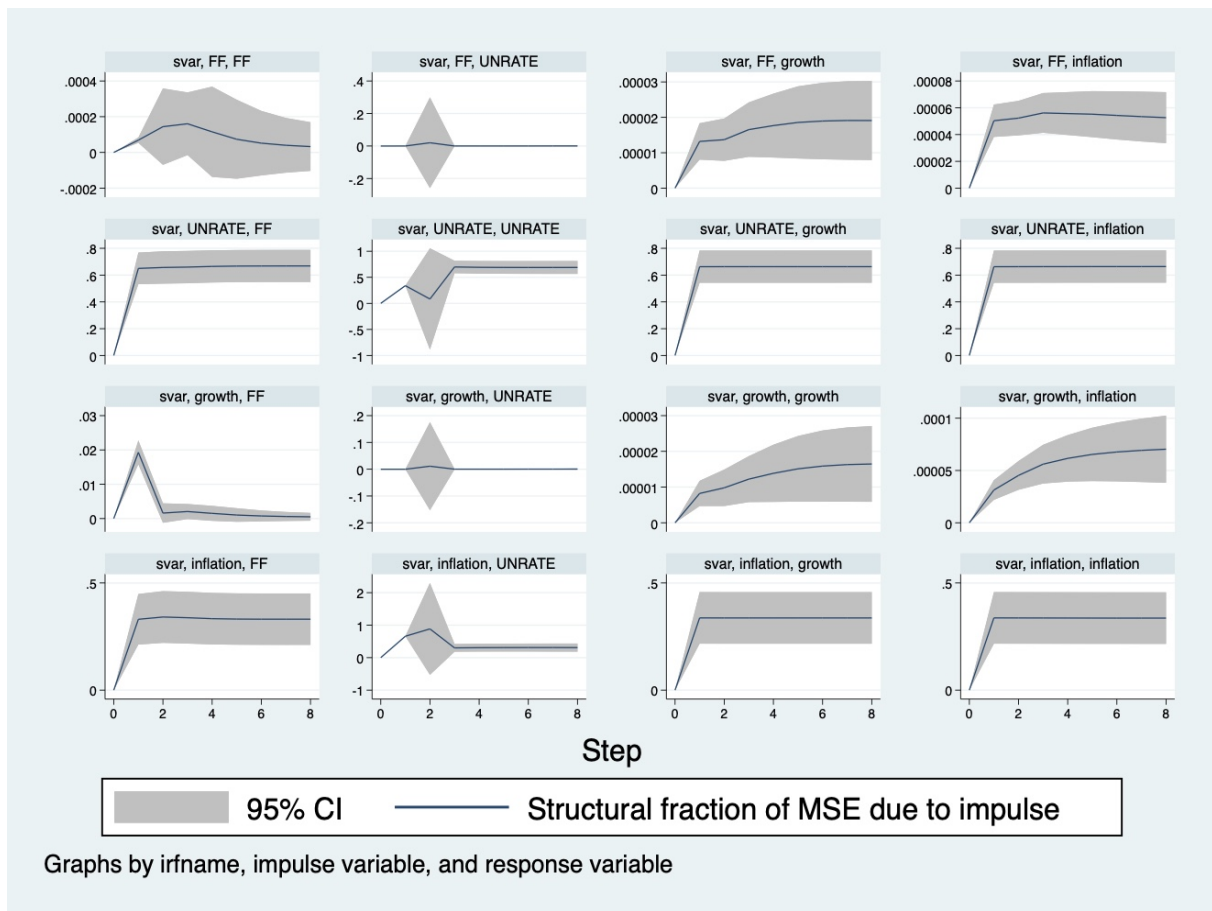 svar, FF, FF
svar, FF, UNRATE
svar, FF, growth
svar, FF, inflation
.0004
.0002
0
-.0002
.4
.2
0
-.2
.00003
.00002
.00001
0
.00008
.00006
.00004
.00002
0
svar, UNRATE, FF
svar, UNRATE, UNRATE
svar, UNRATE, growth
svar, UNRATE, inflation
.8
.6
.4
.2
0
1
.5
0
-.5
-1
.8
.6
.4
.2
0
.8
.6
.4
.2
0
svar, growth, FF
svar, growth, UNRATE
svar, growth, growth
svar, growth, inflation
.03
.02
.01
0
.2
.1
0
-.1
-.2
.00003
.00002
.00001
0
.0001
.00005
0
svar, inflation, FF
svar, inflation, UNRATE
svar, inflation, growth
svar, inflation, inflation
.5
0
2
1
0
-1
.5
0
.5
0
0 2 4 6 8
0 2 4 6 8
0 2 4 6 8
0 2 4 6 8
Step
95% CI
Structural fraction of MSE due to impulse
Graphs by irfname, impulse variable, and response variable